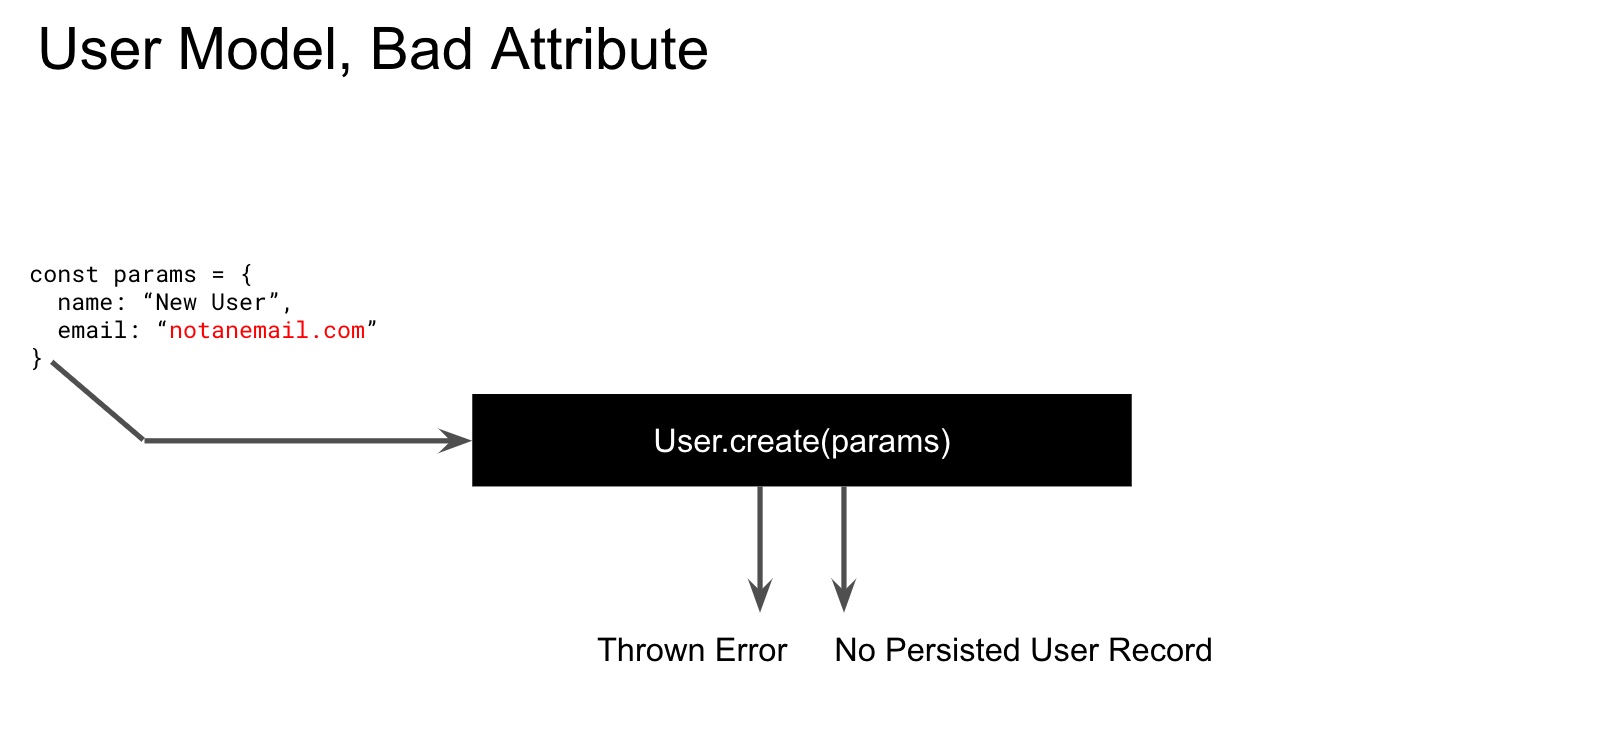 User Model, Bad Attribute
const params = {
  name: “New User”,
  email: “notanemail.com”
}
User.create(params)
Thrown Error
No Persisted User Record